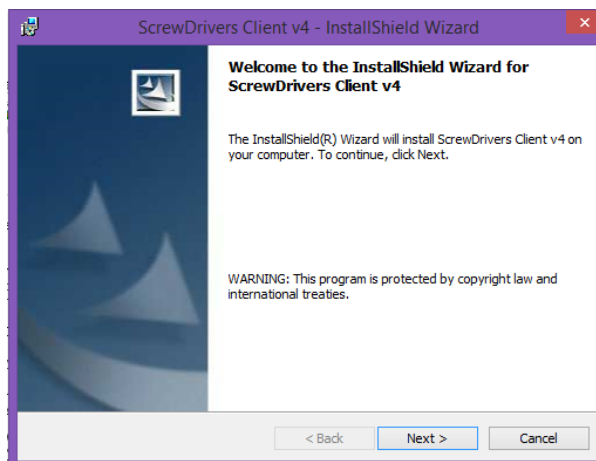 ScrewDrivers Client v4 - InstallShield Wizard
Welcome to the InstallShield Wizard for
ScrewDrivers Client v4
The InstallShield(R) Wizard will install ScrewDrivers Client v4 on
your computer. To continue, click Next.
WARNING: This program is protected by copyright law and
international treaties.
< Back Next > Cancel